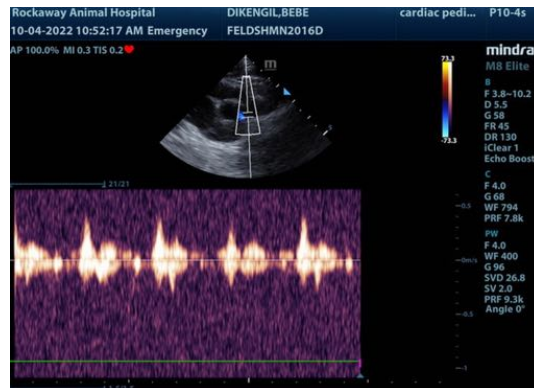 Rockaway Animal Hospital DIKENGIL,BEBE cardiac pedi... P10-4s
10-04-2022 10:52:17 AM Emergency FELDSHMN2016D
AP 100.0% MI 0.3 TIS 0.2
mindra
M8 Elite
m
73.3
-73.3
B
F 3.8~10.2
D 5.5
G 58
FR 45
DR 130
iClear 1
Echo Boost
C
F 4.0
G 68
WF 794
PRF 7.8k
PW
F 4.0
WF 400
G 96
SVD 26.8
SV 2.0
PRF 9.3k
Angle 0°
21/21
-0.5
-0m/s
-0.5
-1